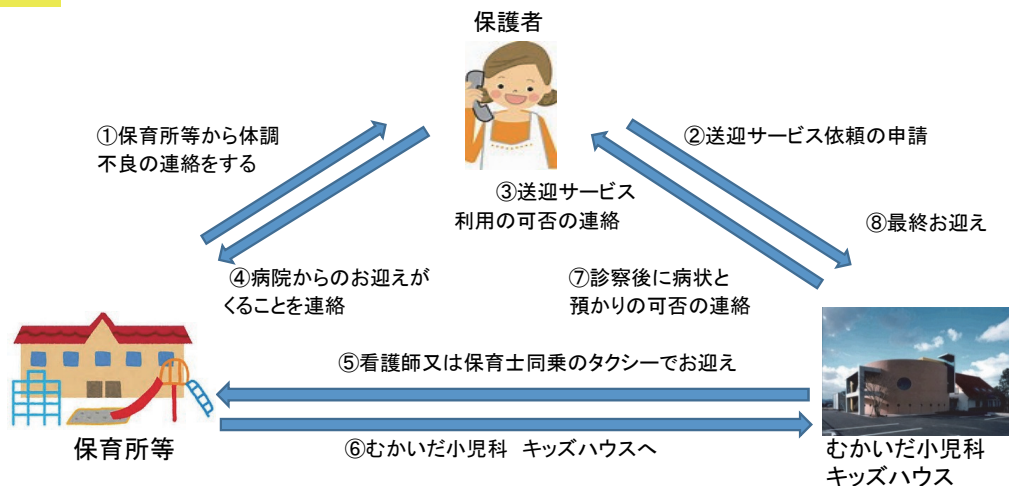 保護者
①保育所等から体調
不良の連絡をする
②送迎サービス依頼の申請
③送迎サービス
利用の可否の連絡
⑧最終お迎え
④病院からのお迎えが
くることを連絡
⑦診察後に病状と
預かりの可否の連絡
⑤看護師又は保育士同乗のタクシーでお迎え
保育所等
⑥むかいだ小児科　キッズハウスへ
むかいだ小児科
キッズハウス